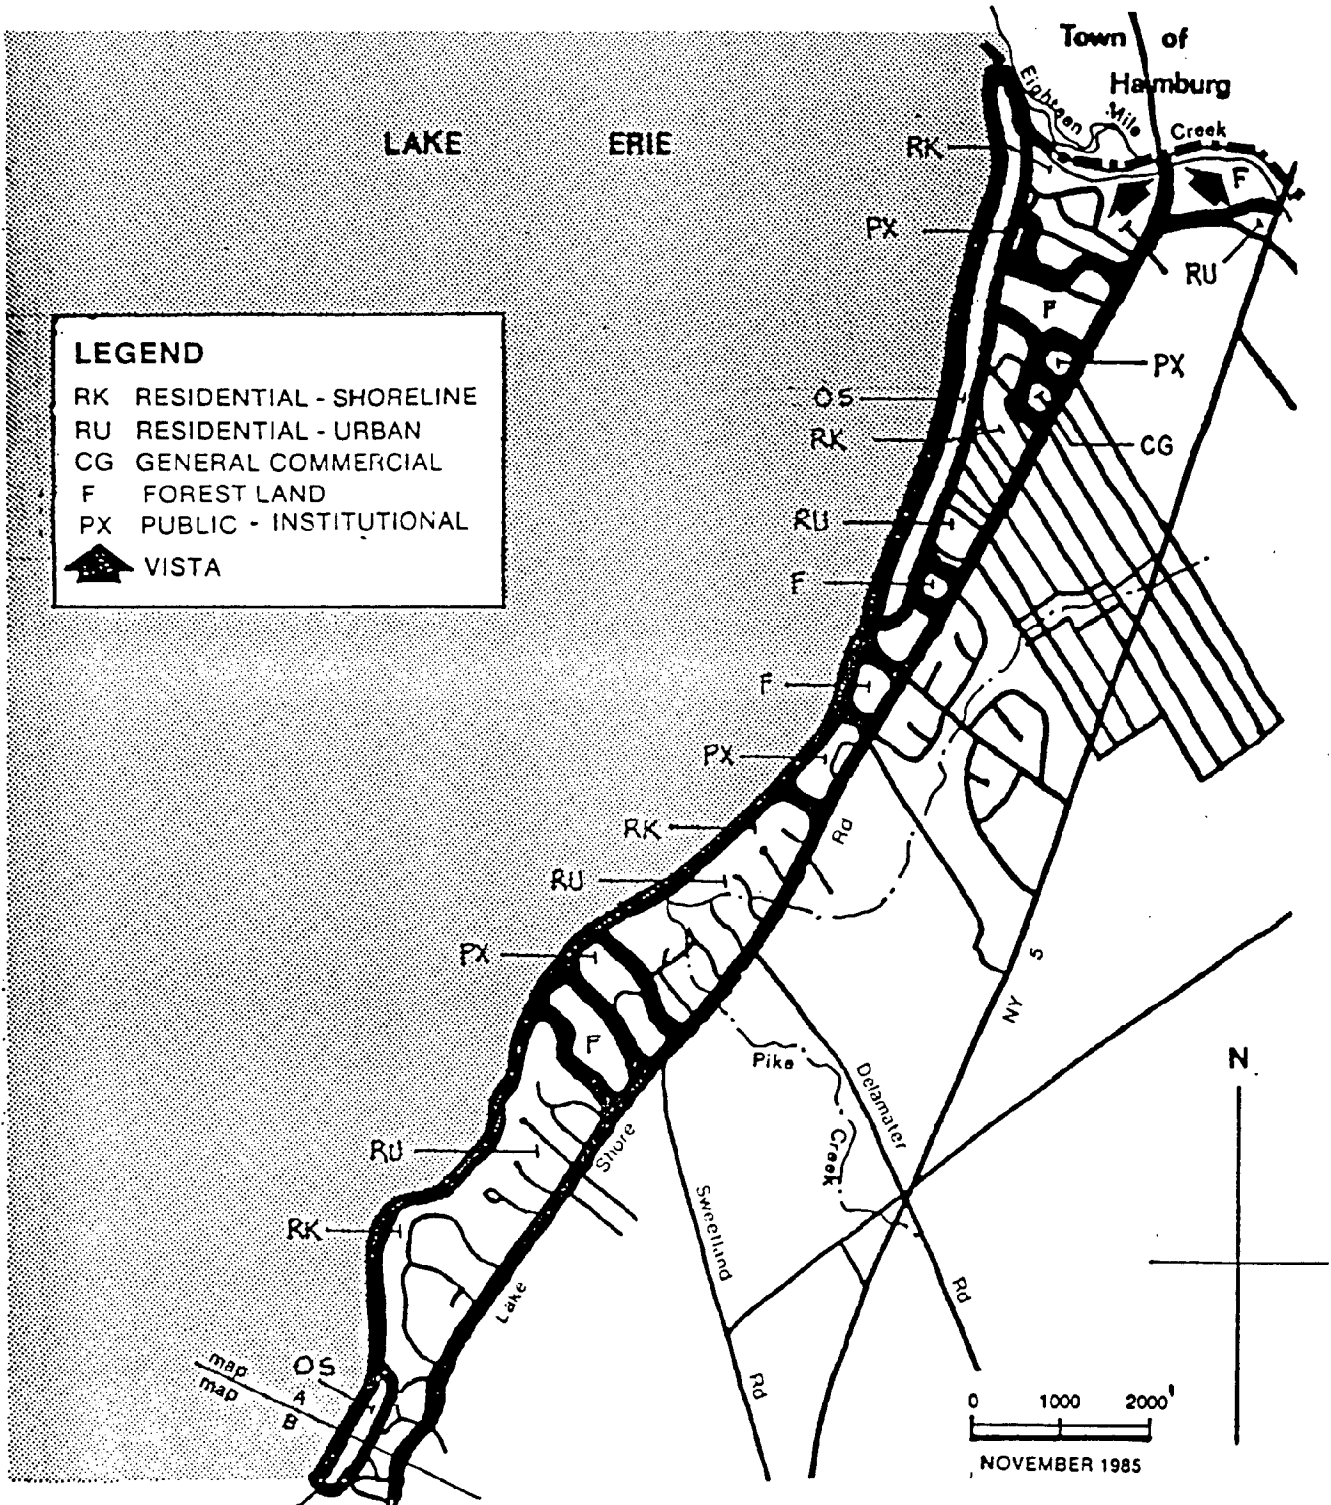 Town of
Hamburg
Eighteen Mile Creek
LAKE ERIE
RK
F
PX
RU
F
PX
OS
RK
CG
RU
F
F
PX
RK
Rd
RU
PX
NY 5
F
Pike
Creek
Delamater
Rd
N
RU
Shore
Sweetland
Rd
RK
Lake
OS
map A
map B
LEGEND
RK RESIDENTIAL - SHORELINE
RU RESIDENTIAL - URBAN
CG GENERAL COMMERCIAL
F FOREST LAND
PX PUBLIC - INSTITUTIONAL
VISTA
0 1000 2000'
NOVEMBER 1985